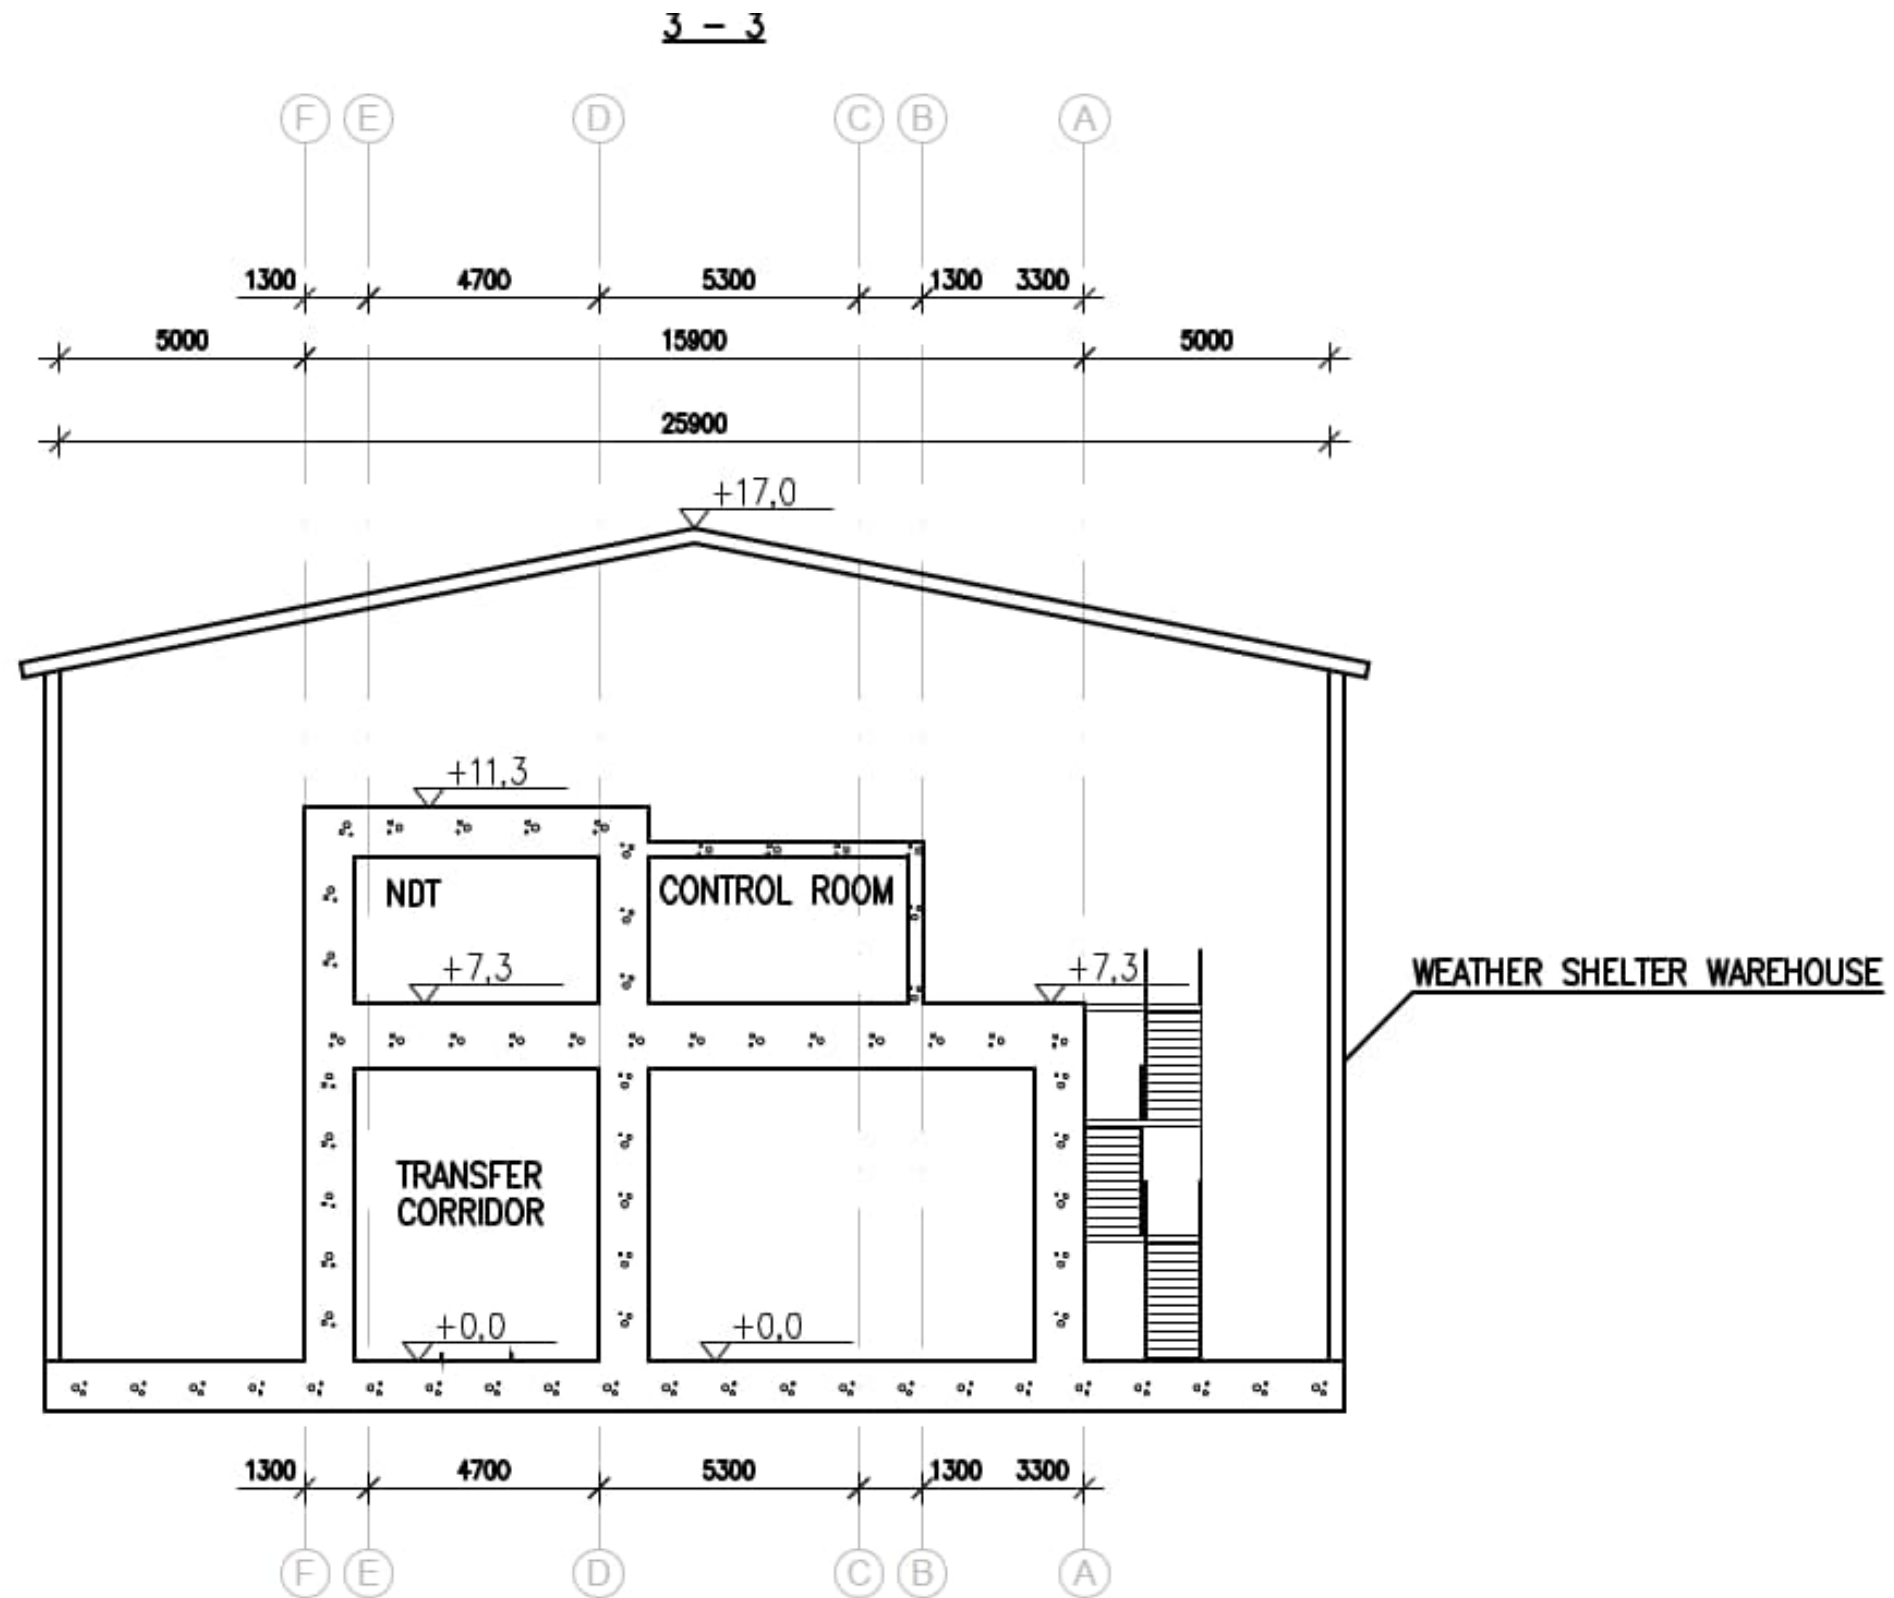 3 - 3
F E D C B A
1300 4700 5300 1300 3300
5000 15900 5000
25900
+17,0
+11,3
NDT CONTROL ROOM
+7,3 +7,3
WEATHER SHELTER WAREHOUSE
TRANSFER
CORRIDOR
+0,0 +0,0
1300 4700 5300 1300 3300
F E D C B A